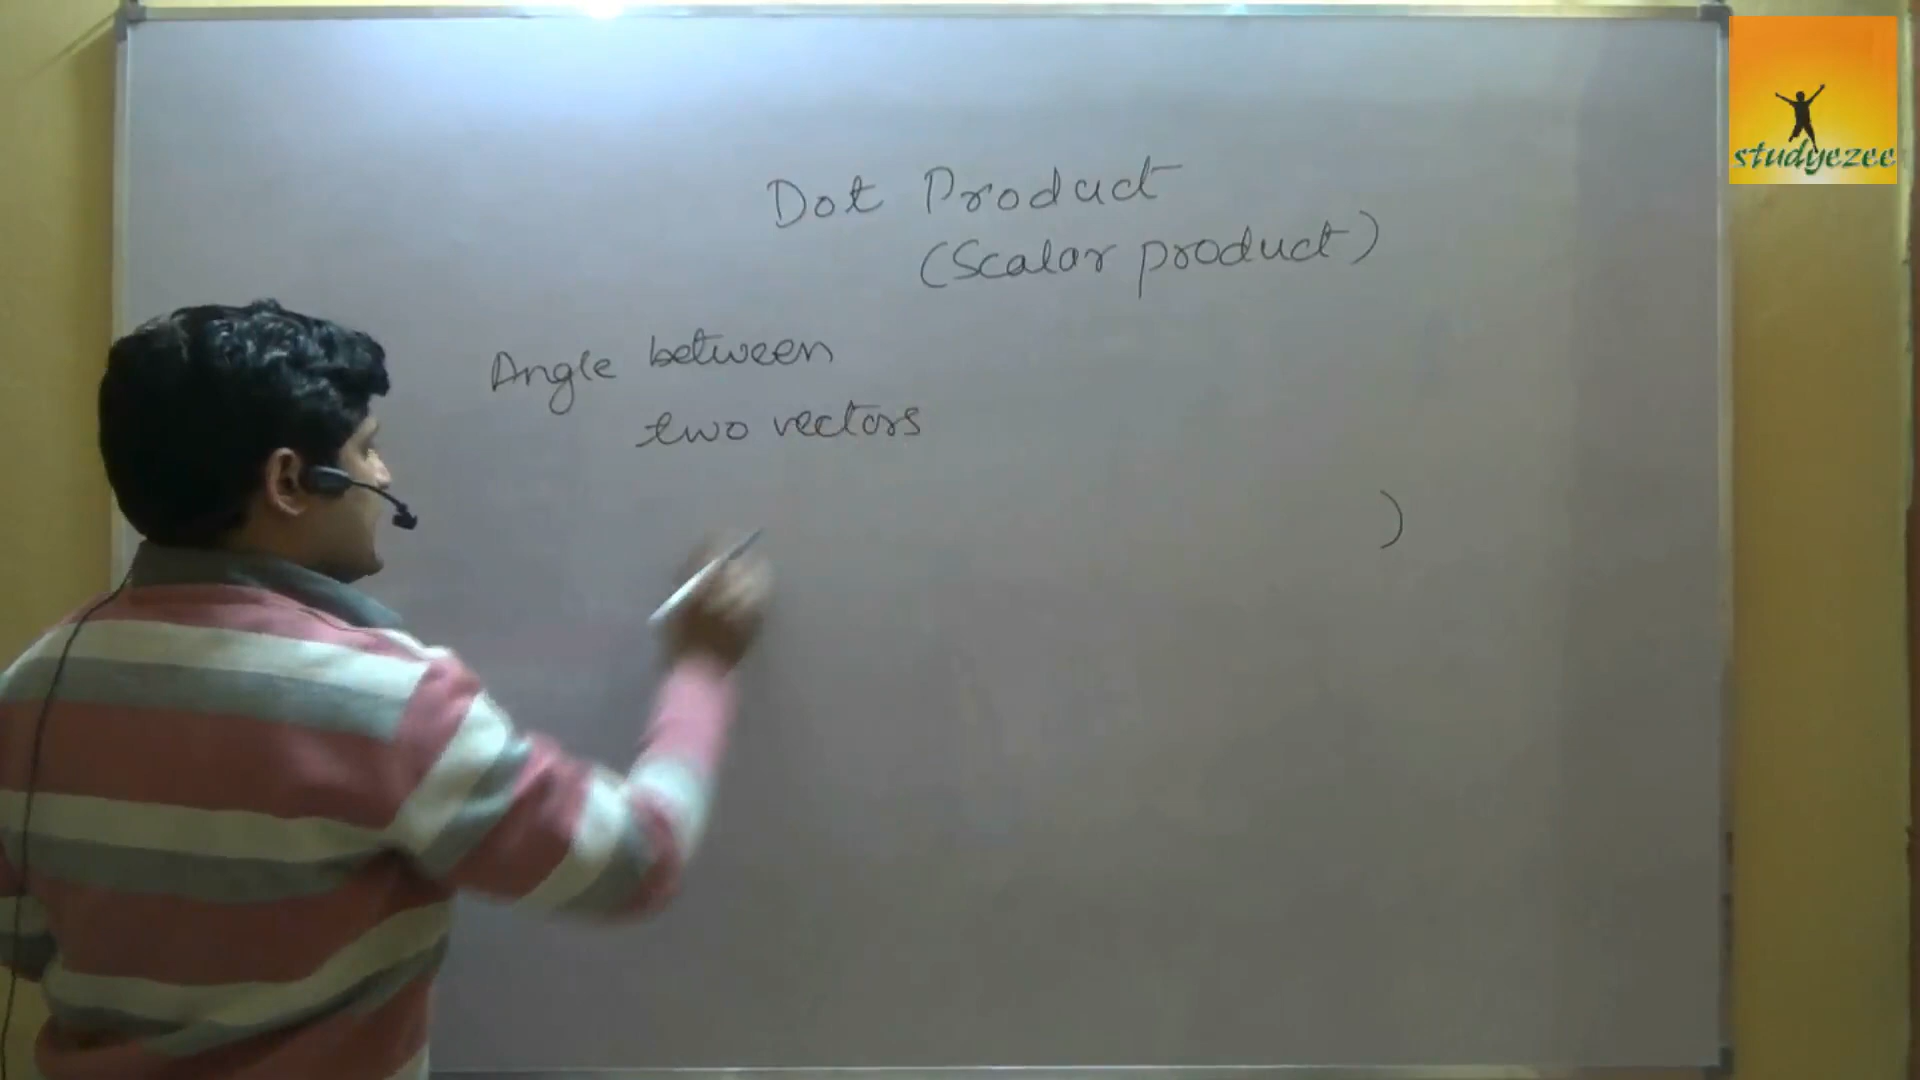 studyezee
Dot Product
(Scalar product)
Angle between
two vectors
)